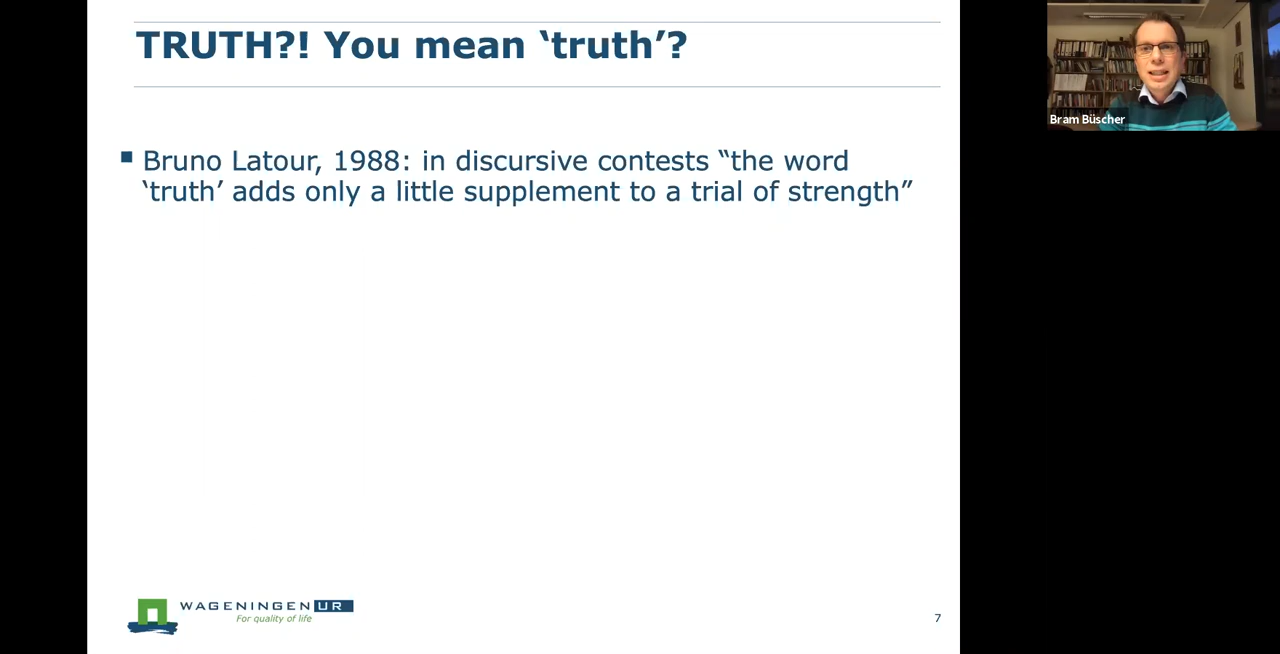 TRUTH?! You mean ‘truth’?
Bram Büscher
▪ Bruno Latour, 1988: in discursive contests “the word
‘truth’ adds only a little supplement to a trial of strength”
WAGENINGEN UR
For quality of life
7